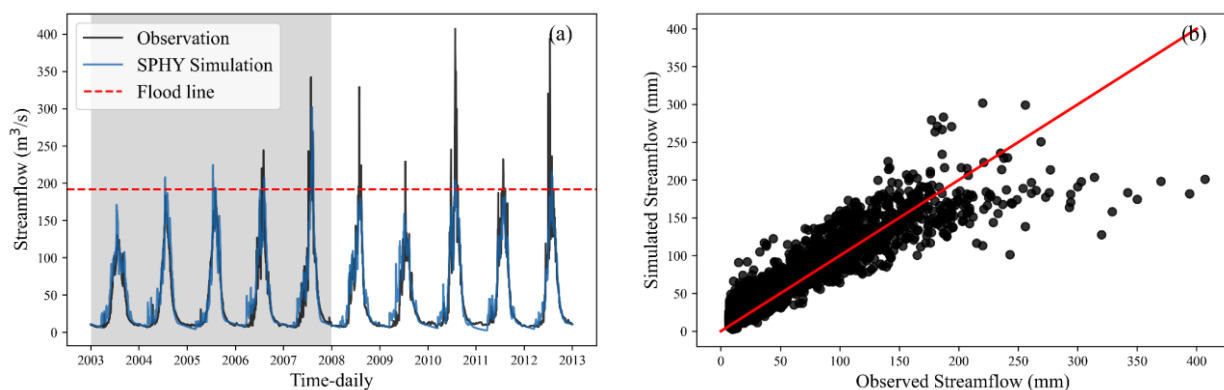 (a)
Observation
SPHY Simulation
Flood line
Streamflow (m³/s)
400
350
300
250
200
150
100
50
0
2003 2004 2005 2006 2007 2008 2009 2010 2011 2012 2013
Time-daily
(b)
Simulated Streamflow (mm)
400
350
300
250
200
150
100
50
0
0 50 100 150 200 250 300 350 400
Observed Streamflow (mm)